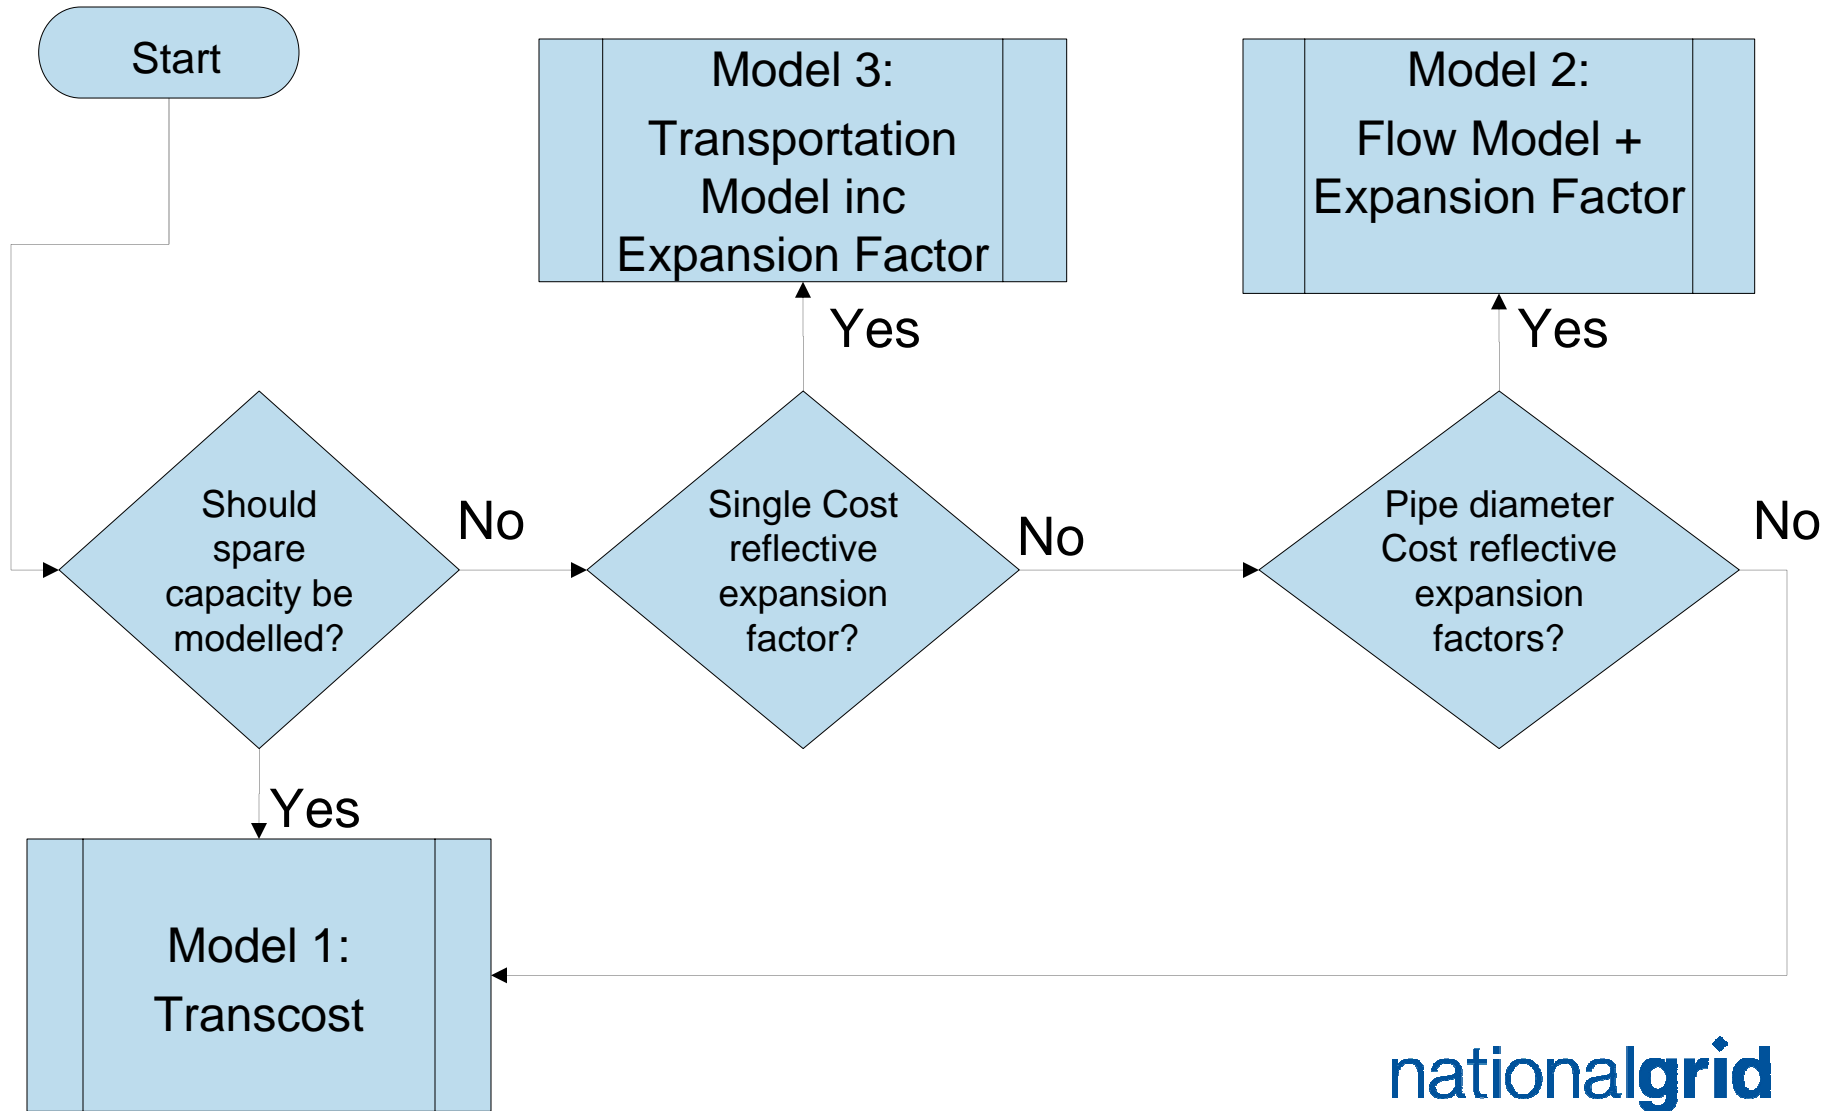 Start
Model 3:
Transportation
Model inc
Expansion Factor
Model 2:
Flow Model +
Expansion Factor
Yes
Yes
Should
spare
capacity be
modelled?
No
Single Cost
reflective
expansion
factor?
No
Pipe diameter
Cost reflective
expansion
factors?
No
Yes
Model 1:
Transcost
nationalgrid